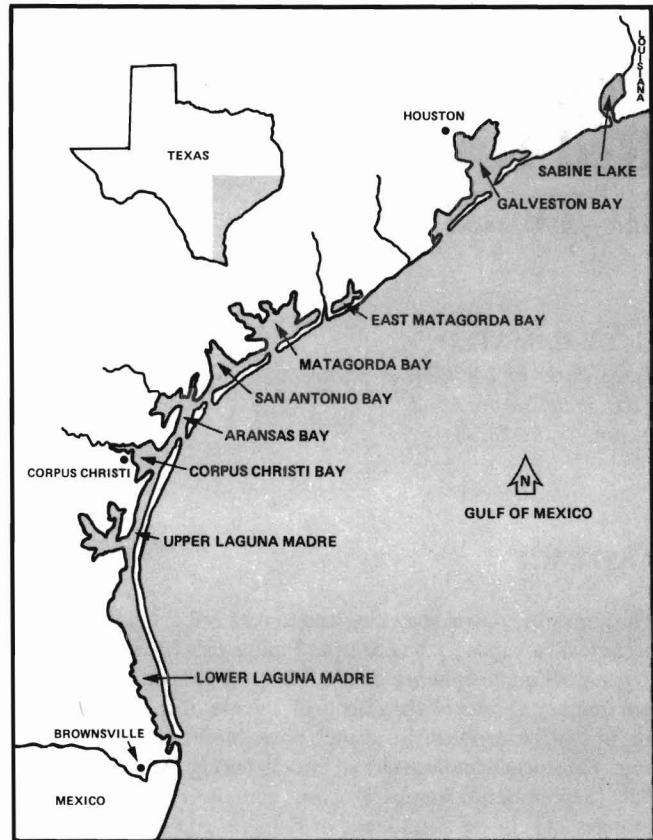 LOUISIANA
HOUSTON
TEXAS
SABINE LAKE
GALVESTON BAY
EAST MATAGORDA BAY
MATAGORDA BAY
SAN ANTONIO BAY
ARANSAS BAY
CORPUS CHRISTI
CORPUS CHRISTI BAY
N
GULF OF MEXICO
UPPER LAGUNA MADRE
LOWER LAGUNA MADRE
BROWNSVILLE
MEXICO